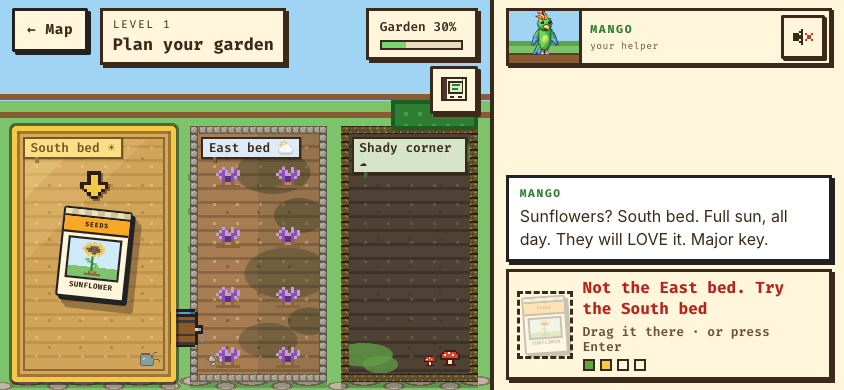 ← Map
LEVEL 1
Plan your garden
Garden 30%
South bed ☀
East bed ⛅
Shady corner
☁
SEEDS
SUNFLOWER
MANGO
your helper
MANGO
Sunflowers? South bed. Full sun, all
day. They will LOVE it. Major key.
Not the East bed. Try
the South bed
Drag it there · or press
Enter
SEEDS
SUNFLOWER